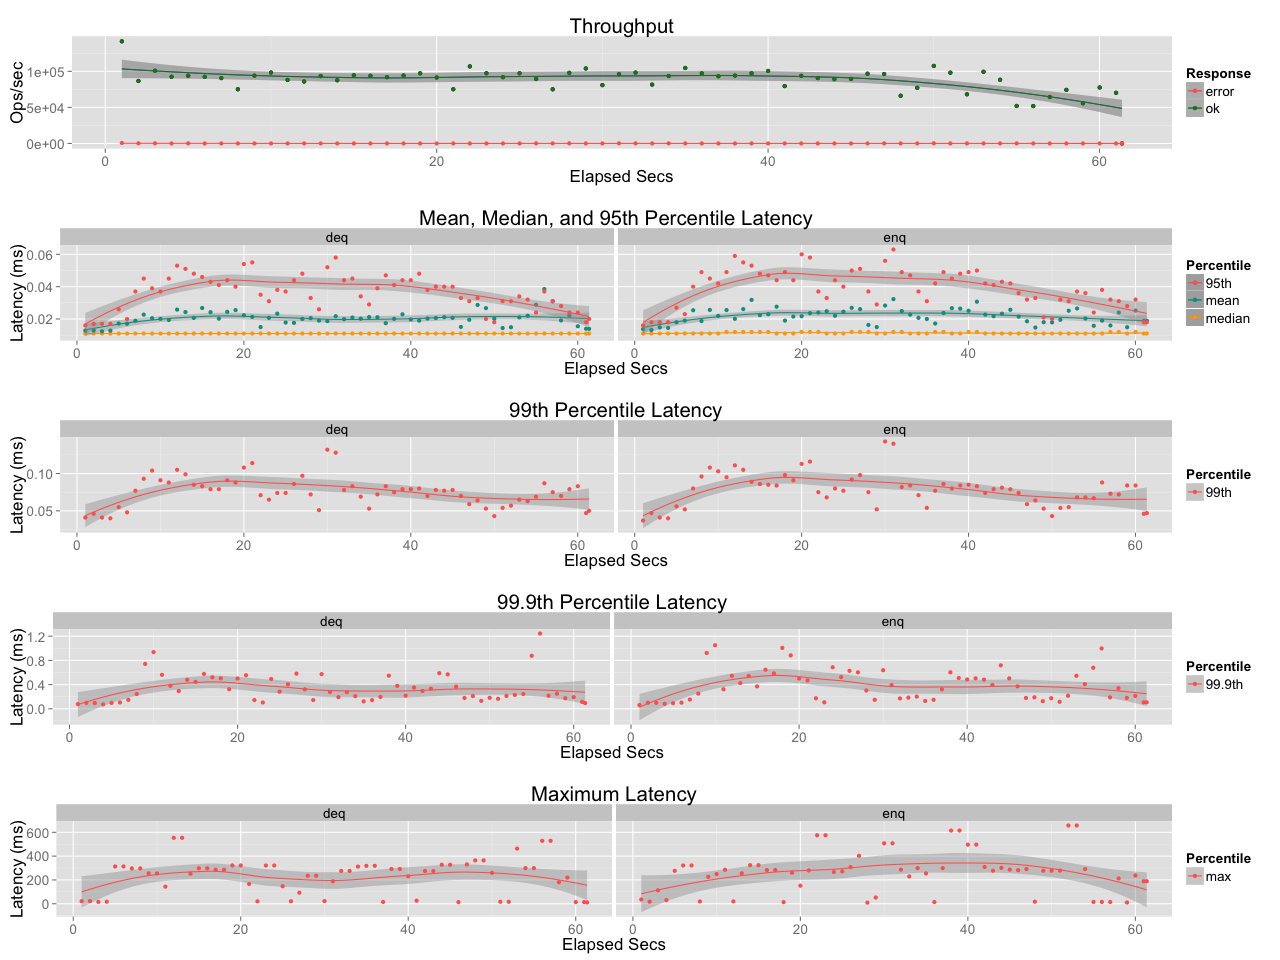 Throughput
Ops/sec
1e+05
5e+04
0e+00
0 20 40 60
Elapsed Secs
Response
error
ok
Mean, Median, and 95th Percentile Latency
deq enq
Latency (ms)
0.06
0.04
0.02
0 20 40 60 0 20 40 60
Elapsed Secs
Percentile
95th
mean
median
99th Percentile Latency
deq enq
Latency (ms)
0.10
0.05
0 20 40 60 0 20 40 60
Elapsed Secs
Percentile
99th
99.9th Percentile Latency
deq enq
Latency (ms)
1.2
0.8
0.4
0.0
0 20 40 60 0 20 40 60
Elapsed Secs
Percentile
99.9th
Maximum Latency
deq enq
Latency (ms)
600
400
200
0
0 20 40 60 0 20 40 60
Elapsed Secs
Percentile
max